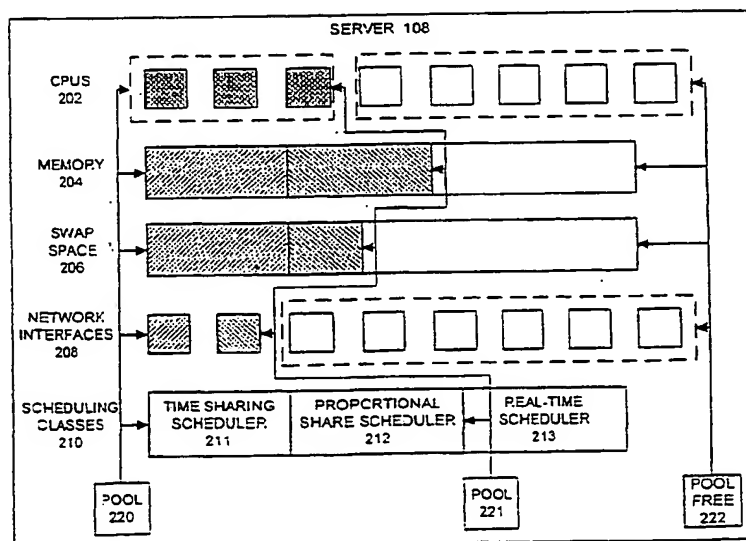 SERVER 108
CPUS
202
MEMORY
204
SWAP
SPACE
206
NETWORK
INTERFACES
208
SCHEDULING
CLASSES
210
TIME SHARING
SCHEDULER
211
PROPORTIONAL
SHARE SCHEDULER
212
REAL-TIME
SCHEDULER
213
POOL
220
POOL
221
POOL
FREE
222